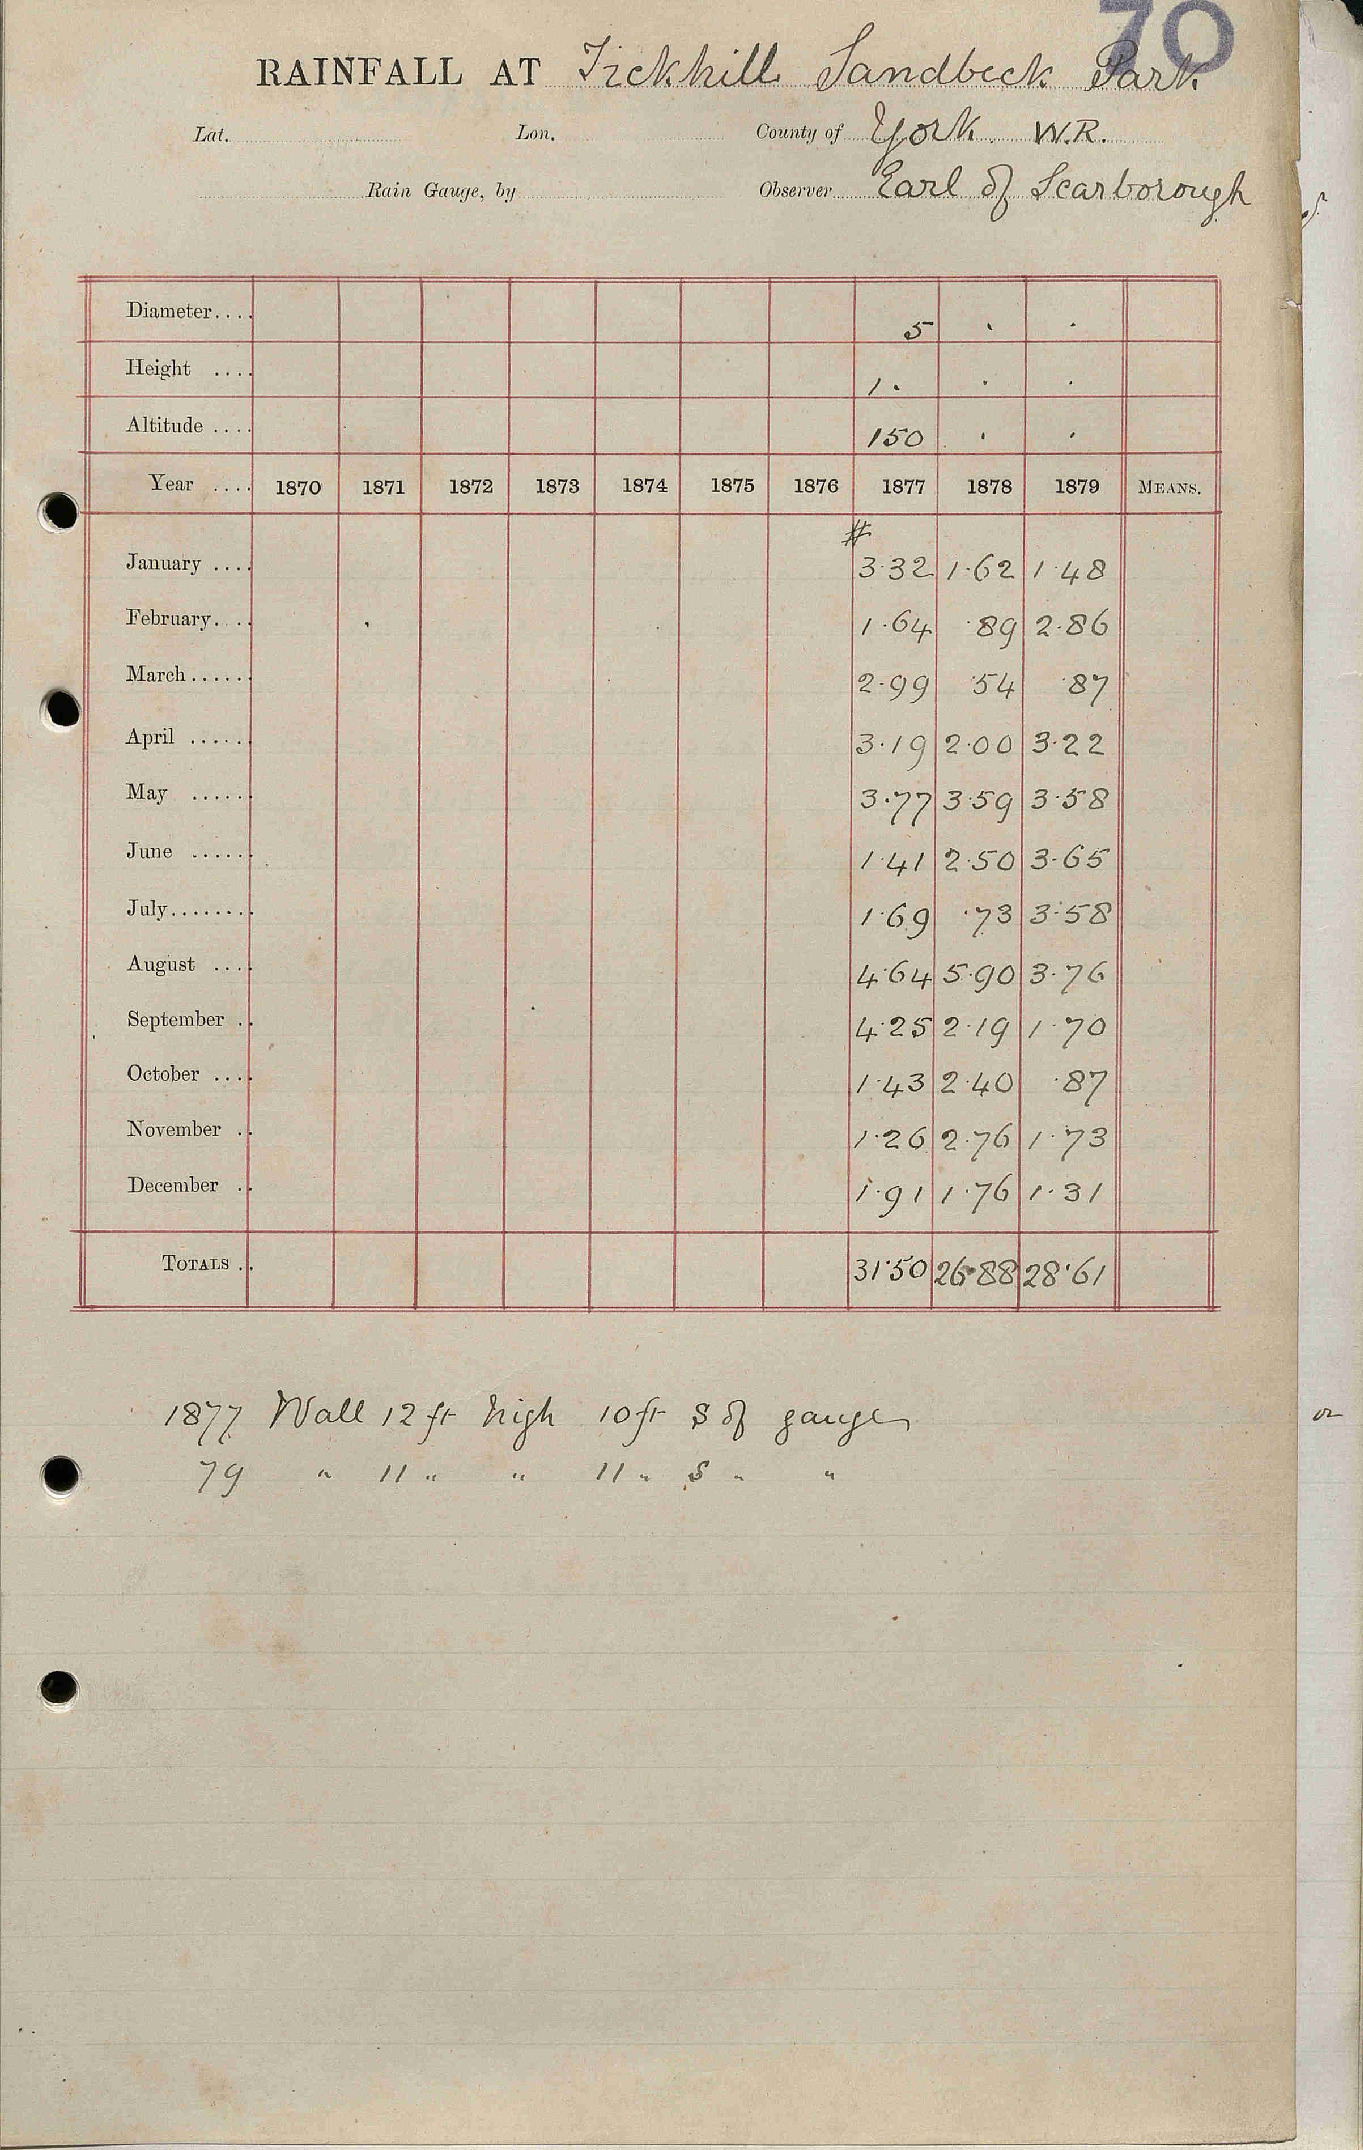 70
RAINFALL AT Tickhill Sandbeck Park
Lat. Lon. County of York W.R.
Rain Gauge, by Observer Earl of Scarborough
Diameter.... 5 . .
Height .... 1. . .
Altitude .... 150 . .
Year .... 1870 1871 1872 1873 1874 1875 1876 1877 1878 1879 MEANS.
#
January .... 3.32 1.62 1.48
February.... 1.64 .89 2.86
March...... 2.99 .54 .87
April ...... 3.19 2.00 3.22
May ...... 3.77 3.59 3.58
June ...... 1.41 2.50 3.65
July........ 1.69 .73 3.58
August .... 4.64 5.90 3.76
September .. 4.25 2.19 1.70
October .... 1.43 2.40 .87
November .. 1.26 2.76 1.73
December .. 1.91 1.76 1.31
TOTALS .. 31.50 26.88 28.61
1877 Wall 12 ft high 10 ft S of gauge
79 " 11 " " 11 " S " "